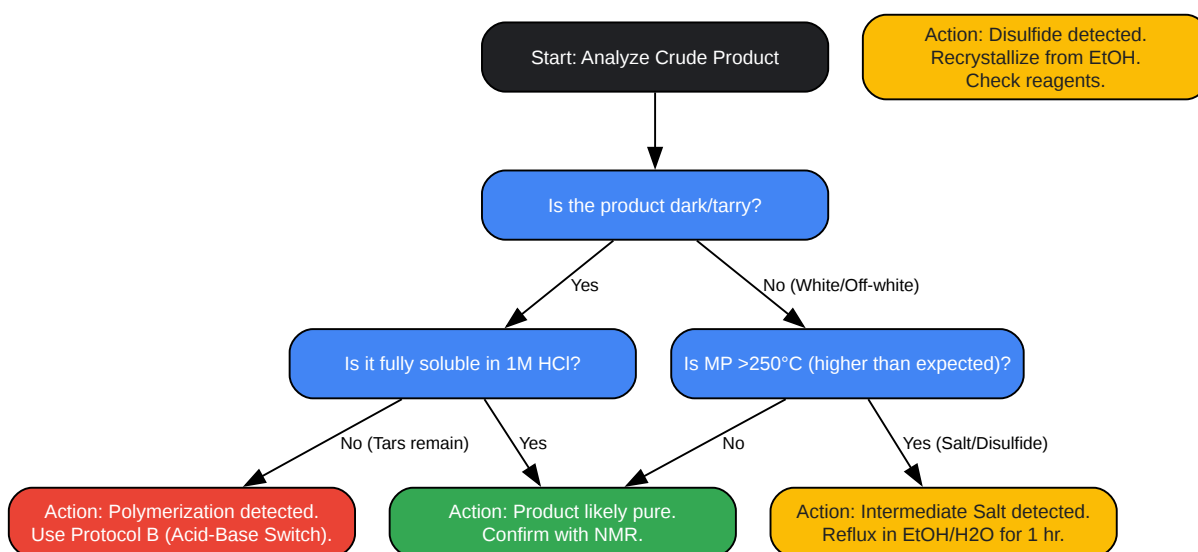 Start: Analyze Crude Product
Action: Disulfide detected.
Recrystallize from EtOH.
Check reagents.
Is the product dark/tarry?
Yes
No (White/Off-white)
Is it fully soluble in 1M HCl?
Is MP >250°C (higher than expected)?
No (Tars remain)
Yes
No
Yes (Salt/Disulfide)
Action: Polymerization detected.
Use Protocol B (Acid-Base Switch).
Action: Product likely pure.
Confirm with NMR.
Action: Intermediate Salt detected.
Reflux in EtOH/H2O for 1 hr.